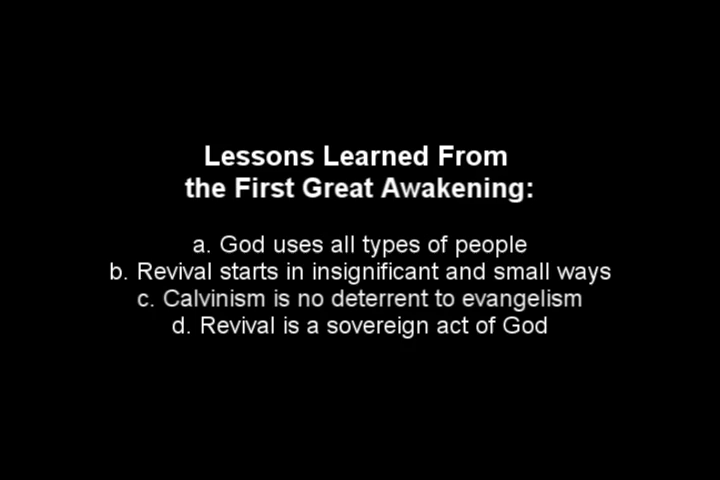 Lessons Learned From
the First Great Awakening:
a. God uses all types of people
b. Revival starts in insignificant and small ways
c. Calvinism is no deterrent to evangelism
d. Revival is a sovereign act of God